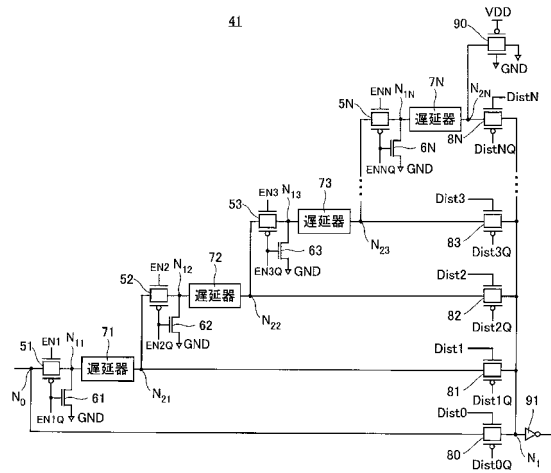 41
90
VDD
GND
ENN
N1N
7N
N2N
DistN
5N
遅延器
8N
6N
DistNQ
ENNQ
GND
EN3
N13
73
Dist3
53
遅延器
63
N23
83
EN3Q
GND
Dist3Q
EN2
N12
72
Dist2
52
遅延器
62
N22
82
EN2Q
GND
Dist2Q
EN1
N11
71
Dist1
51
遅延器
N21
81
N0
61
Dist1Q
EN1Q
GND
Dist0
91
80
N1
Dist0Q